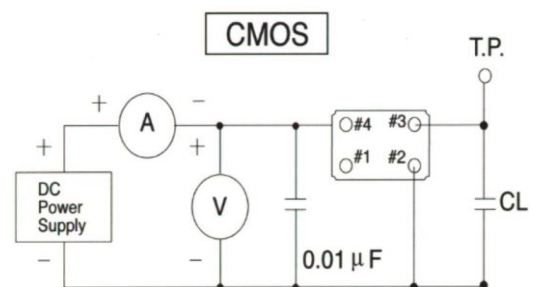 CMOS
T.P.
+ A −
#4 #3
+ +
#1 #2
DC
Power
Supply
V
CL
− −
0.01 μF